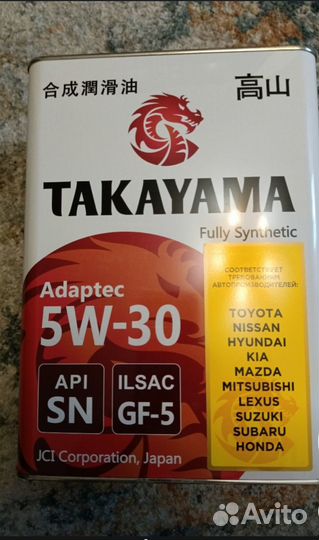 合成潤滑油
高山
TAKAYAMA
Fully Synthetic
Adaptec
5W-30
API
SN
ILSAC
GF-5
JCI Corporation, Japan
СООТВЕТСТВУЕТ
ТРЕБОВАНИЯМ
АВТОПРОИЗВОДИТЕЛЕЙ:
TOYOTA
NISSAN
HYUNDAI
KIA
MAZDA
MITSUBISHI
LEXUS
SUZUKI
SUBARU
HONDA
Avito